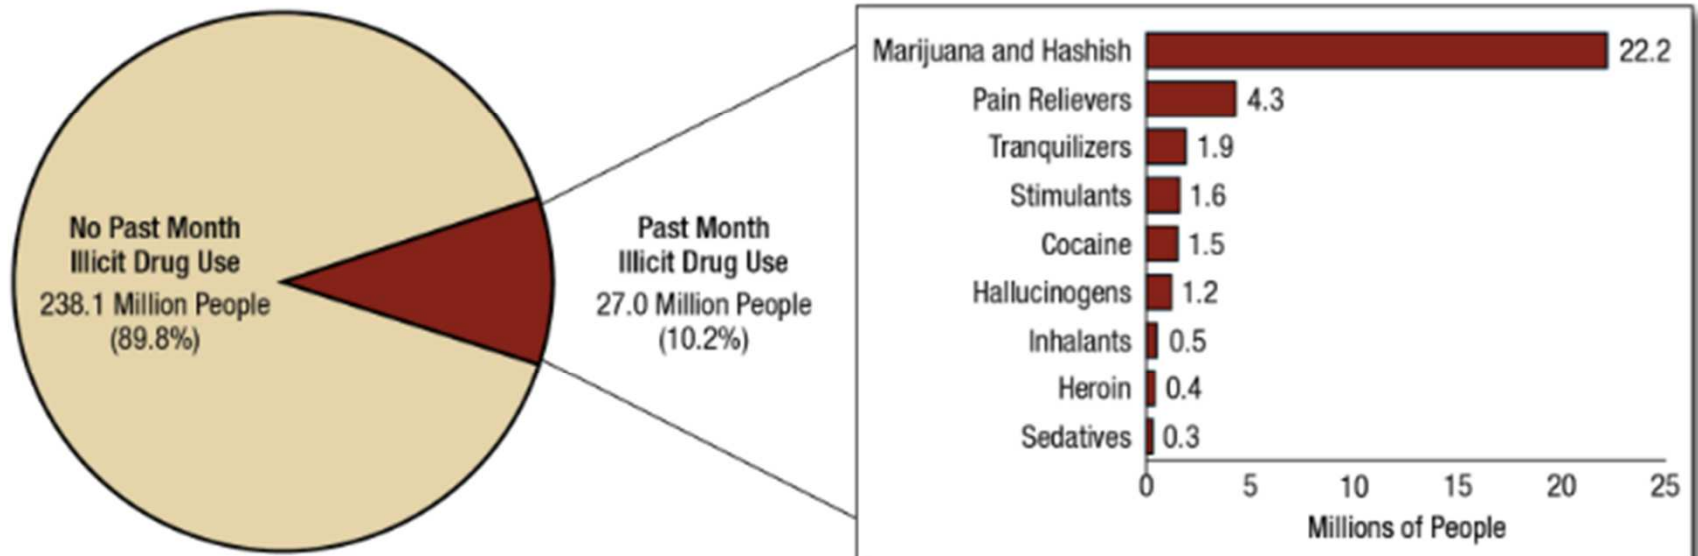 No Past Month
Illicit Drug Use
238.1 Million People
(89.8%)
Past Month
Illicit Drug Use
27.0 Million People
(10.2%)
Marijuana and Hashish 22.2
Pain Relievers 4.3
Tranquilizers 1.9
Stimulants 1.6
Cocaine 1.5
Hallucinogens 1.2
Inhalants 0.5
Heroin 0.4
Sedatives 0.3
0 5 10 15 20 25
Millions of People